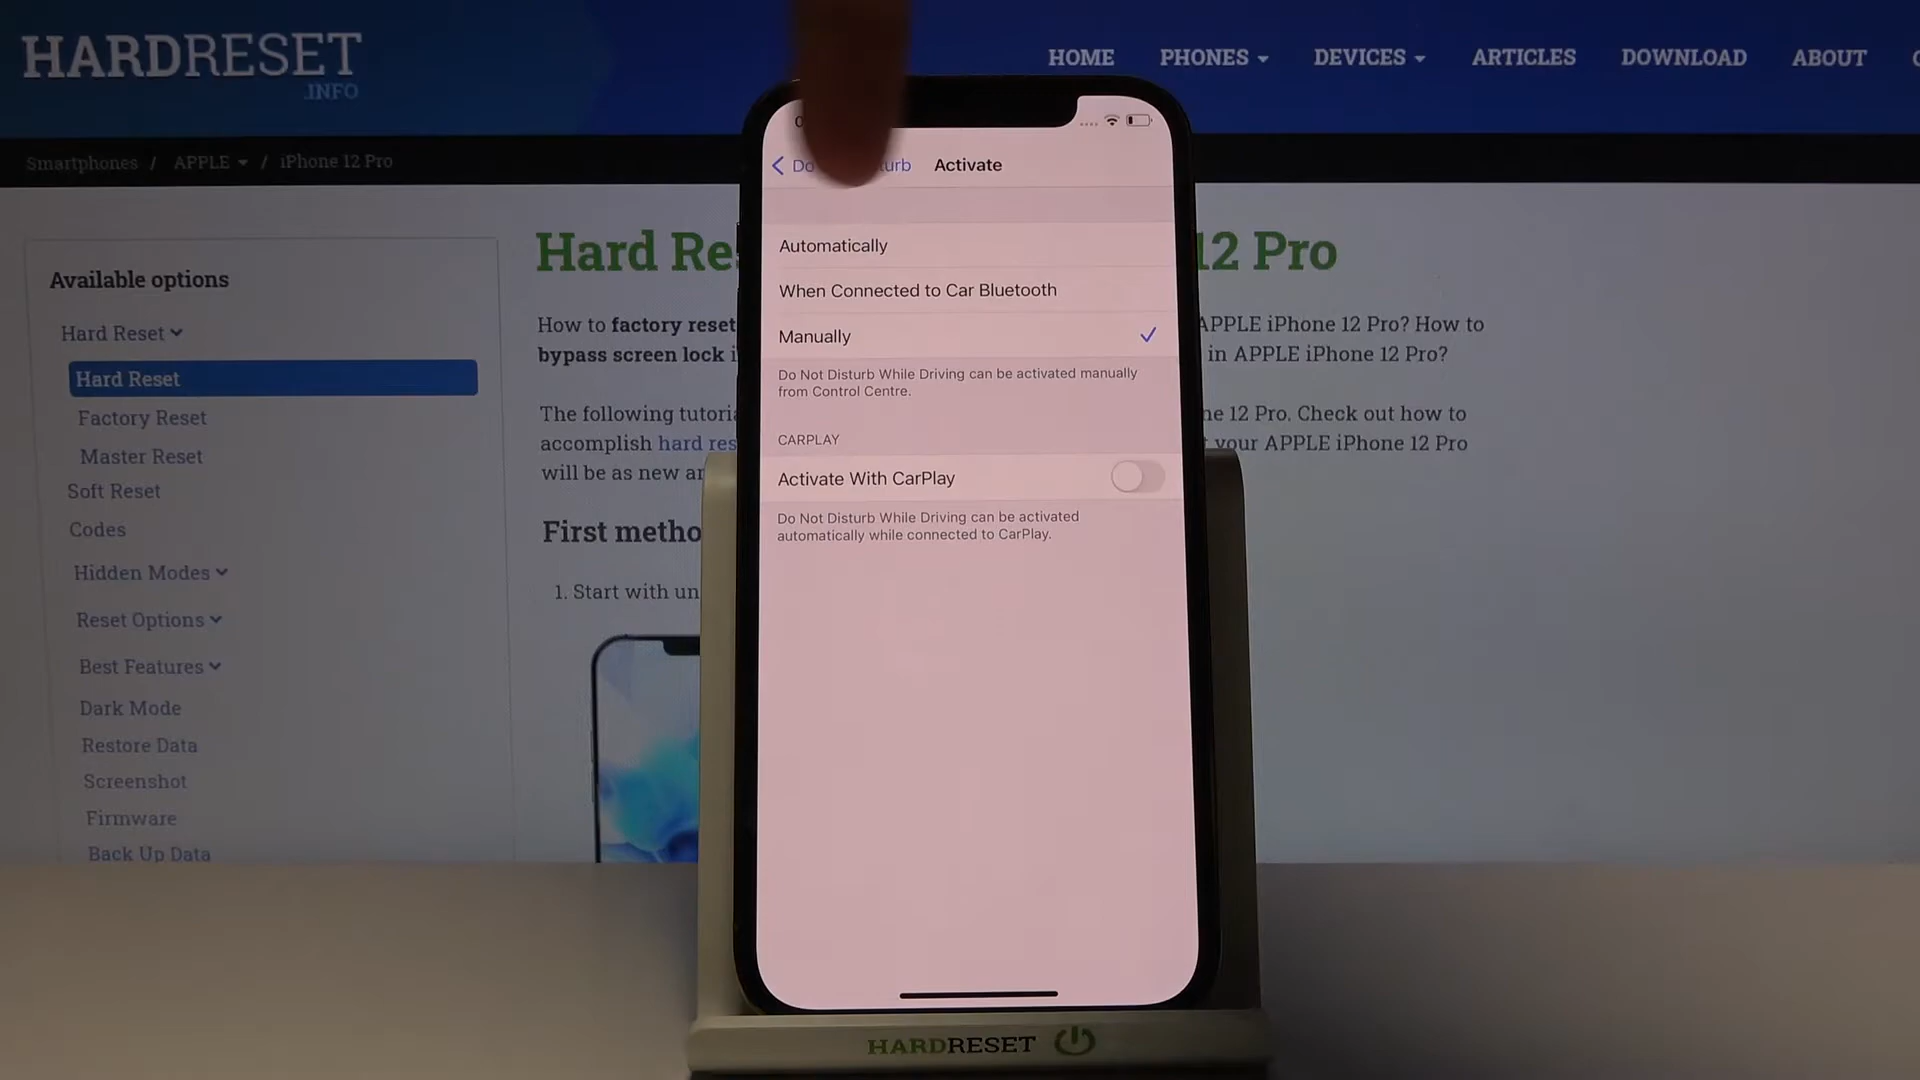 HARDRESET
.INFO
HOME PHONES DEVICES ARTICLES DOWNLOAD ABOUT
Smartphones / APPLE / iPhone 12 Pro
Available options
Hard Reset
Hard Reset
Factory Reset
Master Reset
Soft Reset
Codes
Hidden Modes
Reset Options
Best Features
Dark Mode
Restore Data
Screenshot
Firmware
Back Up Data
Hard Re 12 Pro
How to factory reset APPLE iPhone 12 Pro? How to
bypass screen lock in APPLE iPhone 12 Pro?
The following tutoria ne 12 Pro. Check out how to
accomplish hard res your APPLE iPhone 12 Pro
will be as new
First metho
1. Start with un
Do urb Activate
Automatically
When Connected to Car Bluetooth
Manually
Do Not Disturb While Driving can be activated manually
from Control Centre.
CARPLAY
Activate With CarPlay
Do Not Disturb While Driving can be activated
automatically while connected to CarPlay.
HARDRESET